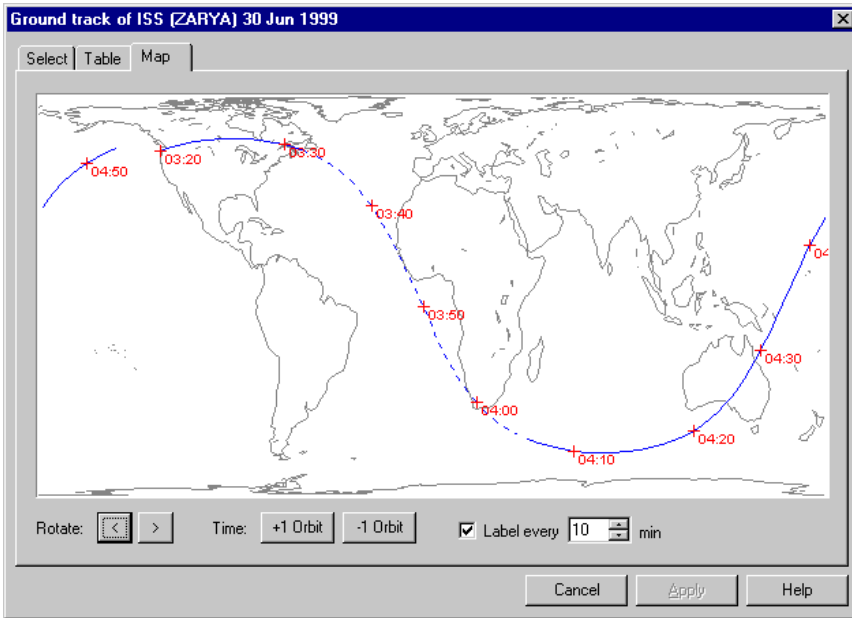 Ground track of ISS (ZARYA) 30 Jun 1999
Select Table Map
04:50
03:20
03:30
03:40
03:50
04:00
04:10
04:20
04:30
04
Rotate: < > Time: +1 Orbit -1 Orbit Label every 10 min
Cancel Apply Help